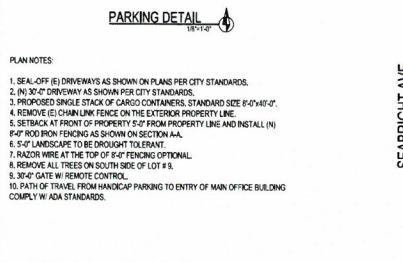 PARKING DETAIL
1/8"=1'-0"
PLAN NOTES:
1. SEAL-OFF (E) DRIVEWAYS AS SHOWN ON PLANS PER CITY STANDARDS.
2. (N) 30'-0" DRIVEWAY AS SHOWN PER CITY STANDARDS.
3. PROPOSED SINGLE STACK OF CARGO CONTAINERS. STANDARD SIZE 8'-0"x40'-0".
4. REMOVE (E) CHAIN LINK FENCE ON THE EXTERIOR PROPERTY LINE.
5. SETBACK AT FRONT OF PROPERTY 5'-0" FROM PROPERTY LINE AND INSTALL (N)
8'-0" ROD IRON FENCING AS SHOWN ON SECTION A-A.
6. 5'-0" LANDSCAPE TO BE DROUGHT TOLERANT.
7. RAZOR WIRE AT THE TOP OF 8'-0" FENCING OPTIONAL.
8. REMOVE ALL TREES ON SOUTH SIDE OF LOT # 9.
9. 30'-0" GATE W/ REMOTE CONTROL.
10. PATH OF TRAVEL FROM HANDICAP PARKING TO ENTRY OF MAIN OFFICE BUILDING
COMPLY W/ ADA STANDARDS.
SEABRIGHT AVE